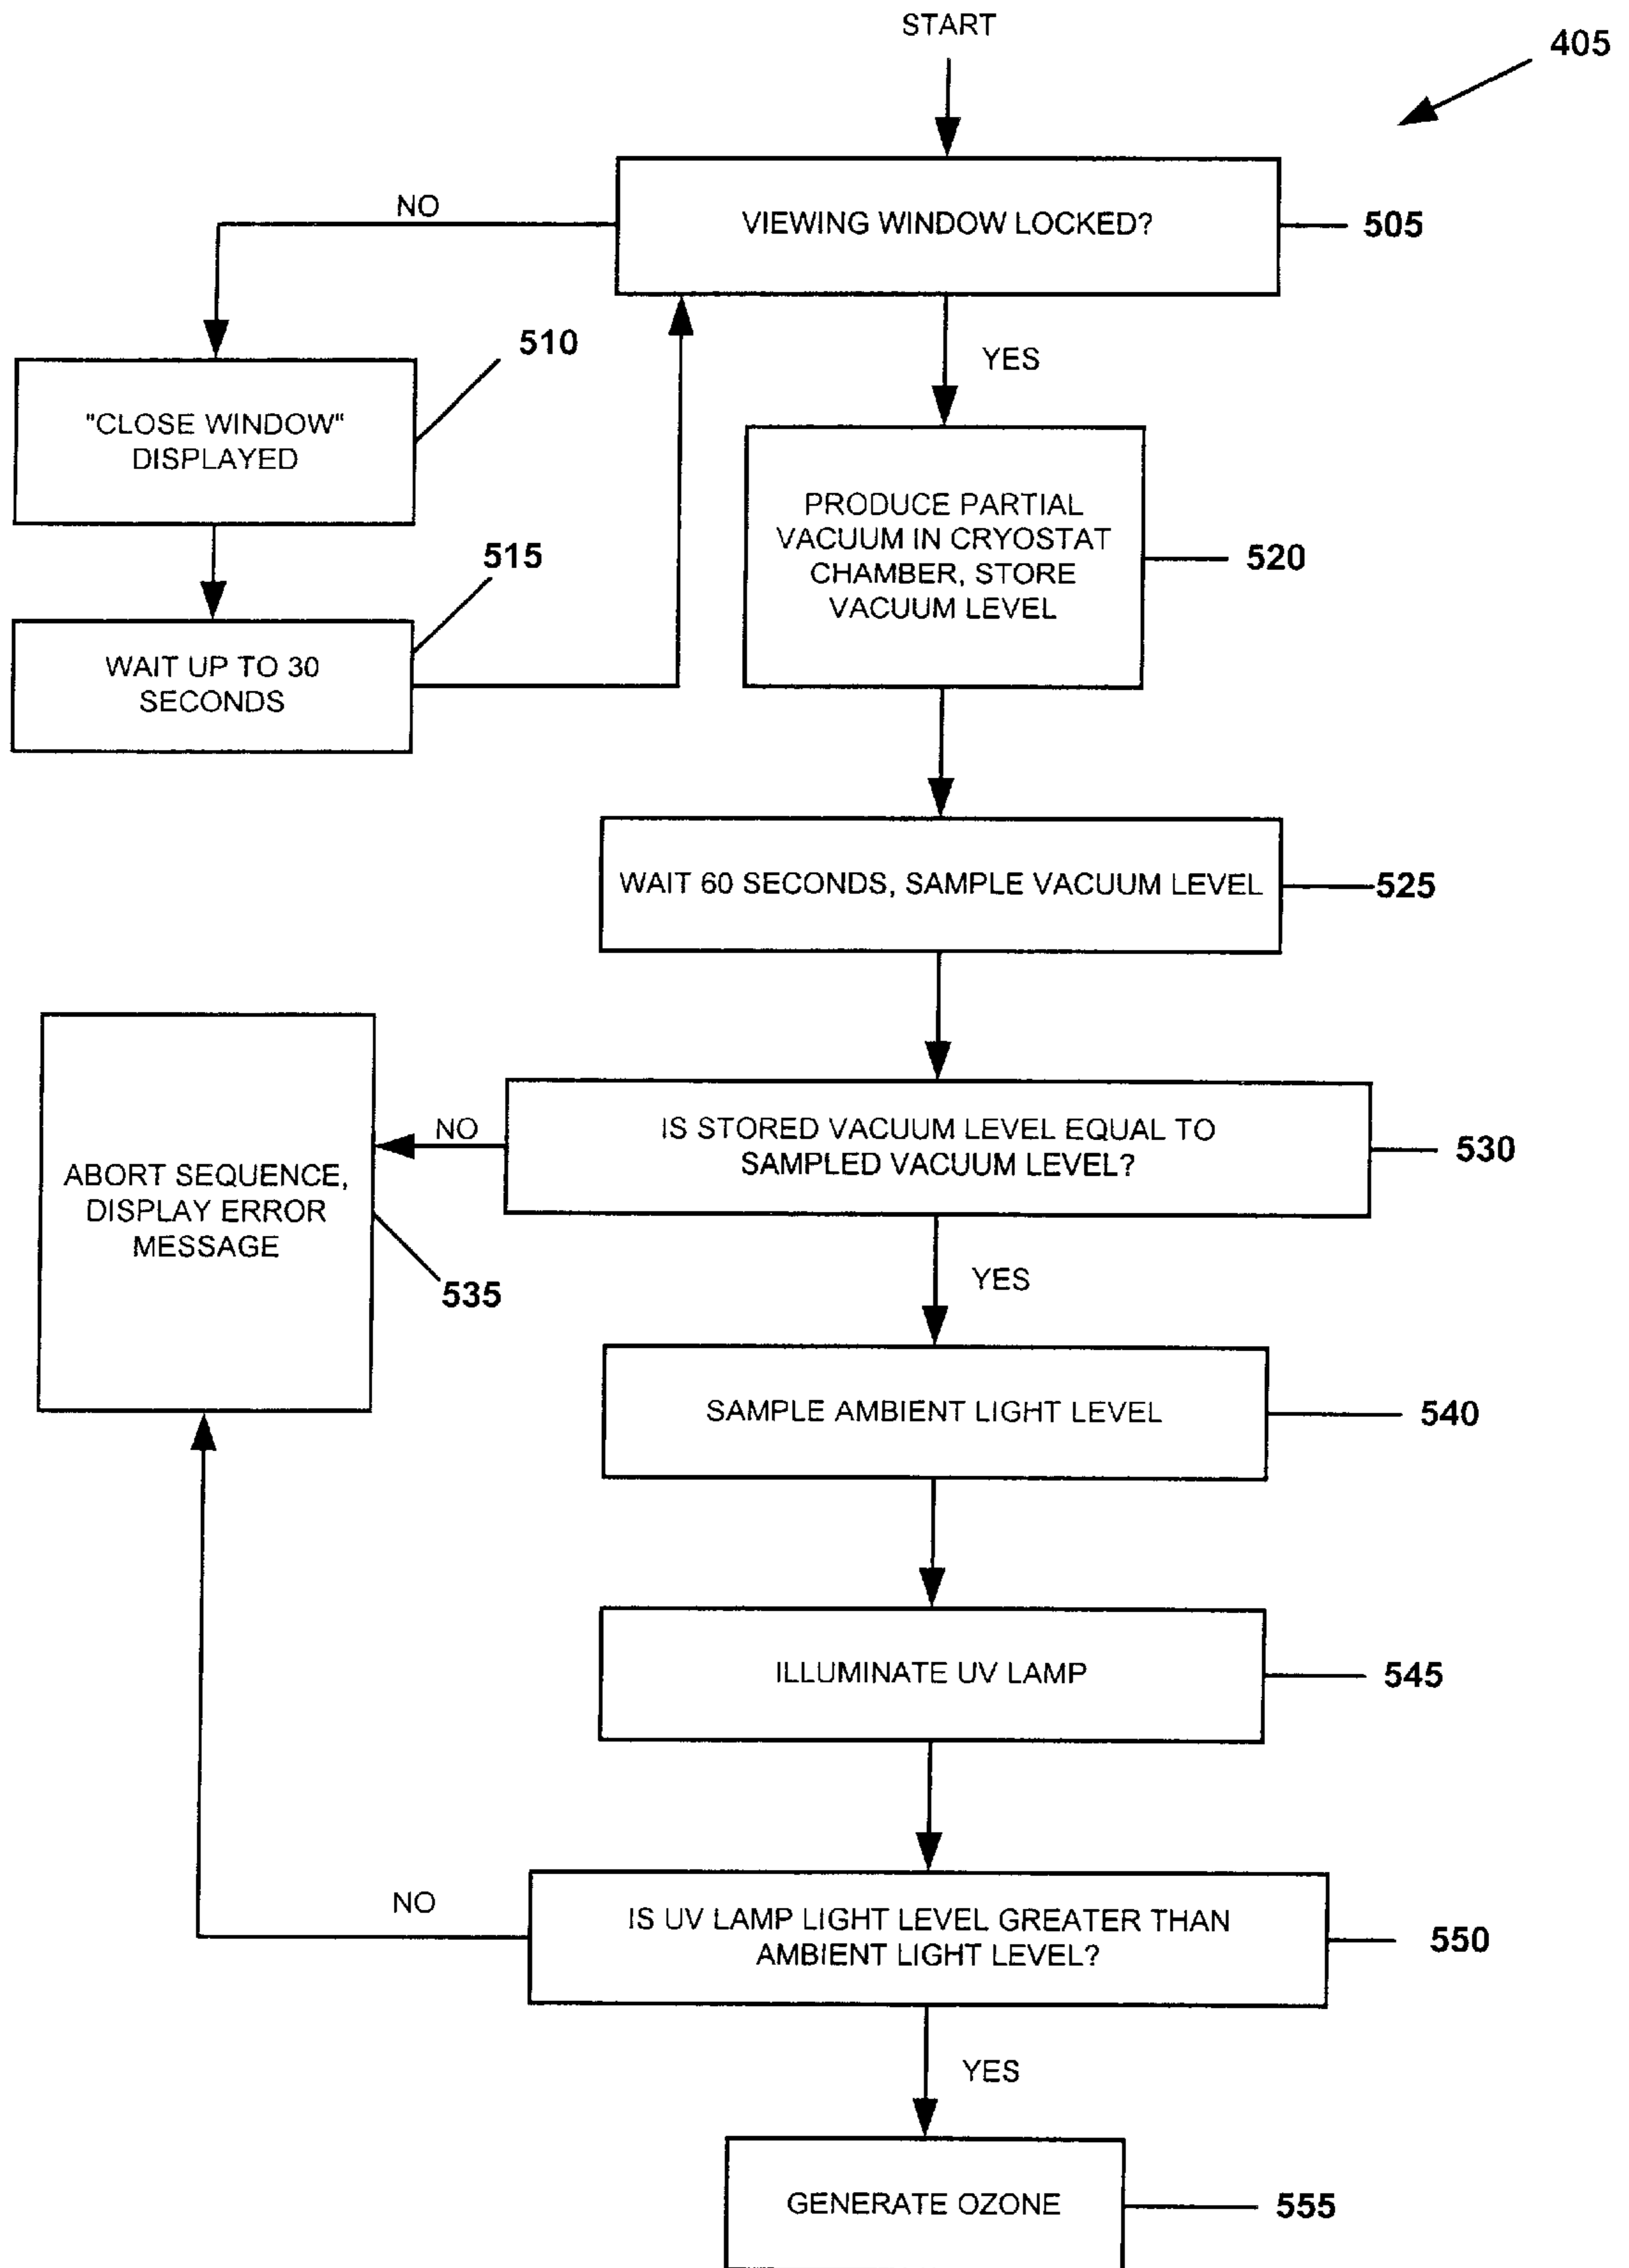 START
405
NO
VIEWING WINDOW LOCKED?
505
510
YES
"CLOSE WINDOW"
DISPLAYED
PRODUCE PARTIAL
VACUUM IN CRYOSTAT
CHAMBER, STORE
VACUUM LEVEL
520
515
WAIT UP TO 30
SECONDS
WAIT 60 SECONDS, SAMPLE VACUUM LEVEL
525
NO
IS STORED VACUUM LEVEL EQUAL TO
SAMPLED VACUUM LEVEL?
530
ABORT SEQUENCE,
DISPLAY ERROR
MESSAGE
535
YES
SAMPLE AMBIENT LIGHT LEVEL
540
ILLUMINATE UV LAMP
545
NO
IS UV LAMP LIGHT LEVEL GREATER THAN
AMBIENT LIGHT LEVEL?
550
YES
GENERATE OZONE
555